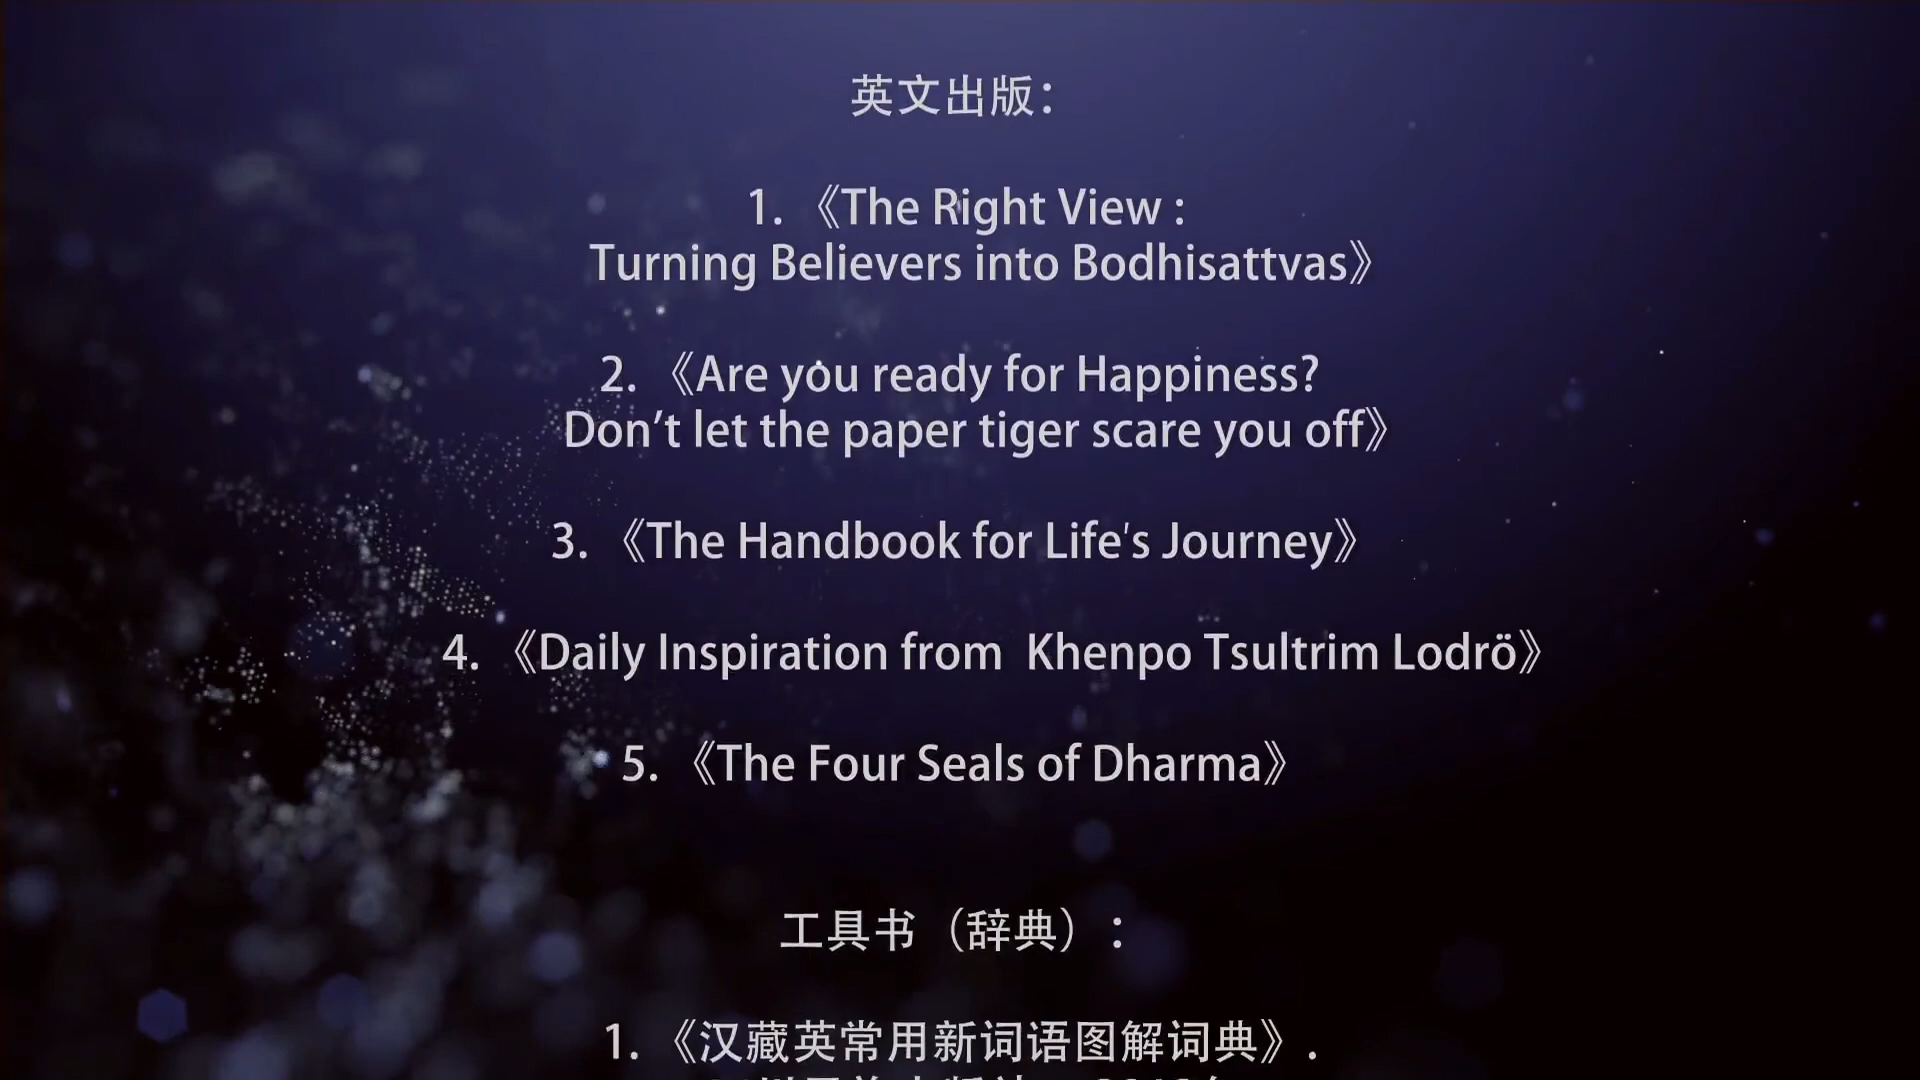 英文出版：
1. 《The Right View :
Turning Believers into Bodhisattvas》
2. 《Are you ready for Happiness?
Don’t let the paper tiger scare you off》
3. 《The Handbook for Life's Journey》
4. 《Daily Inspiration from  Khenpo Tsultrim Lodrö》
5. 《The Four Seals of Dharma》
工具书（辞典）：
1. 《汉藏英常用新词语图解词典》.